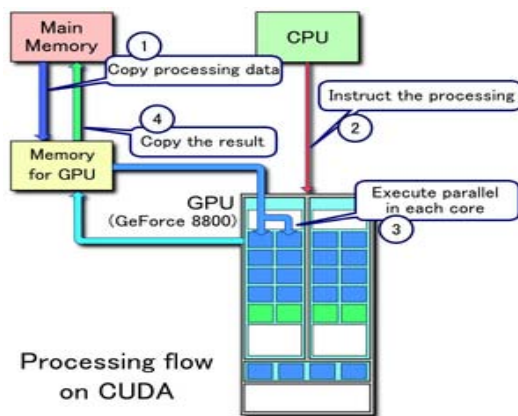 Main
Memory
CPU
1
Copy processing data
Instruct the processing
2
4
Copy the result
Memory
for GPU
GPU
(GeForce 8800)
Execute parallel
in each core
3
Processing flow
on CUDA